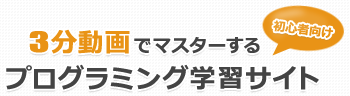 初心者向け
3分動画でマスターする
プログラミング学習サイト